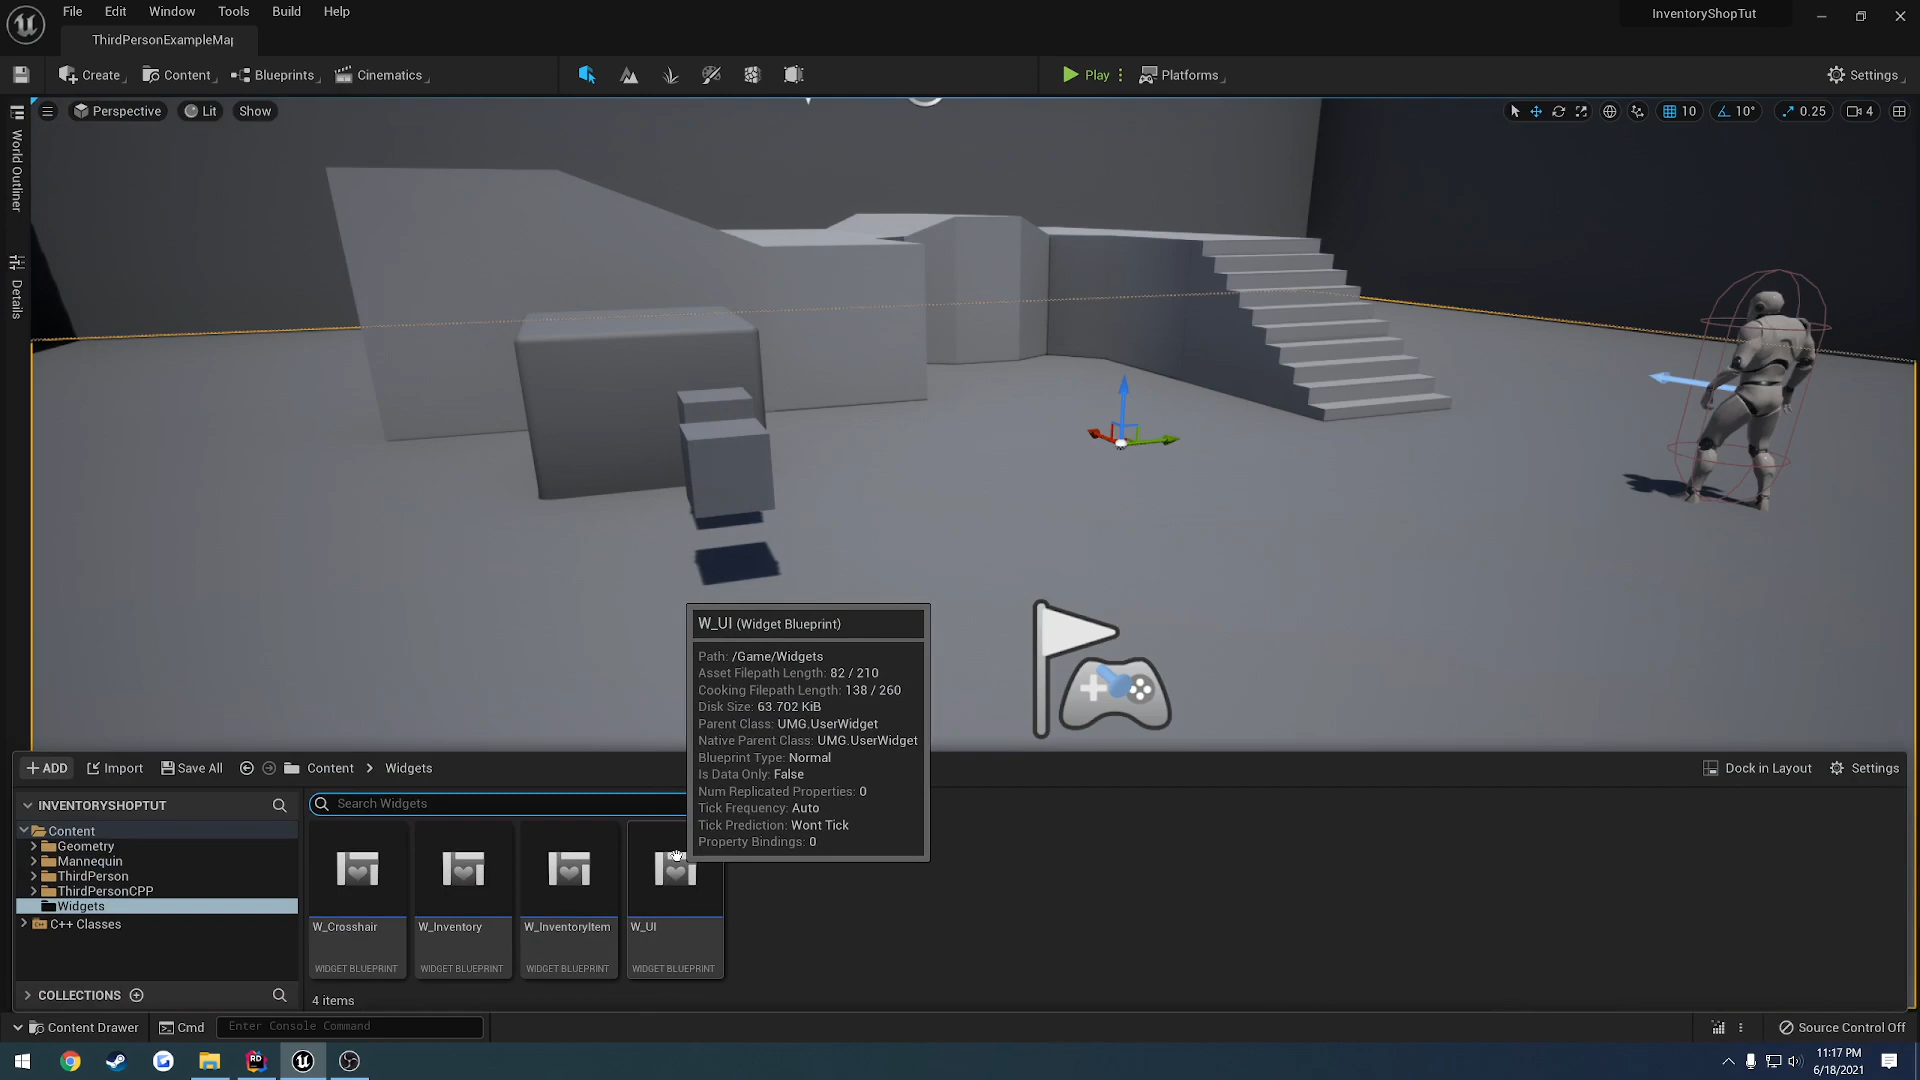 File Edit Window Tools Build Help
InventoryShopTut
ThirdPersonExampleMap
Create Content Blueprints Cinematics
Play Platforms
Settings
Perspective Lit Show
10 10° 0.25 4
World Outliner
Details
W_UI (Widget Blueprint)
Path: /Game/Widgets
Asset Filepath Length: 82 / 210
Cooking Filepath Length: 138 / 260
Disk Size: 63.702 KiB
Parent Class: UMG.UserWidget
Native Parent Class: UMG.UserWidget
Blueprint Type: Normal
Is Data Only: False
Num Replicated Properties: 0
Tick Frequency: Auto
Tick Prediction: Wont Tick
Property Bindings: 0
ADD Import Save All Content Widgets
Dock in Layout Settings
INVENTORYSHOPTUT
Content
Geometry
Mannequin
ThirdPerson
ThirdPersonCPP
Widgets
C++ Classes
COLLECTIONS
Search Widgets
W_Crosshair W_Inventory W_InventoryItem W_UI
WIDGET BLUEPRINT WIDGET BLUEPRINT WIDGET BLUEPRINT WIDGET BLUEPRINT
4 items
Content Drawer Cmd Enter Console Command
Source Control Off
RD
11:17 PM
6/18/2021